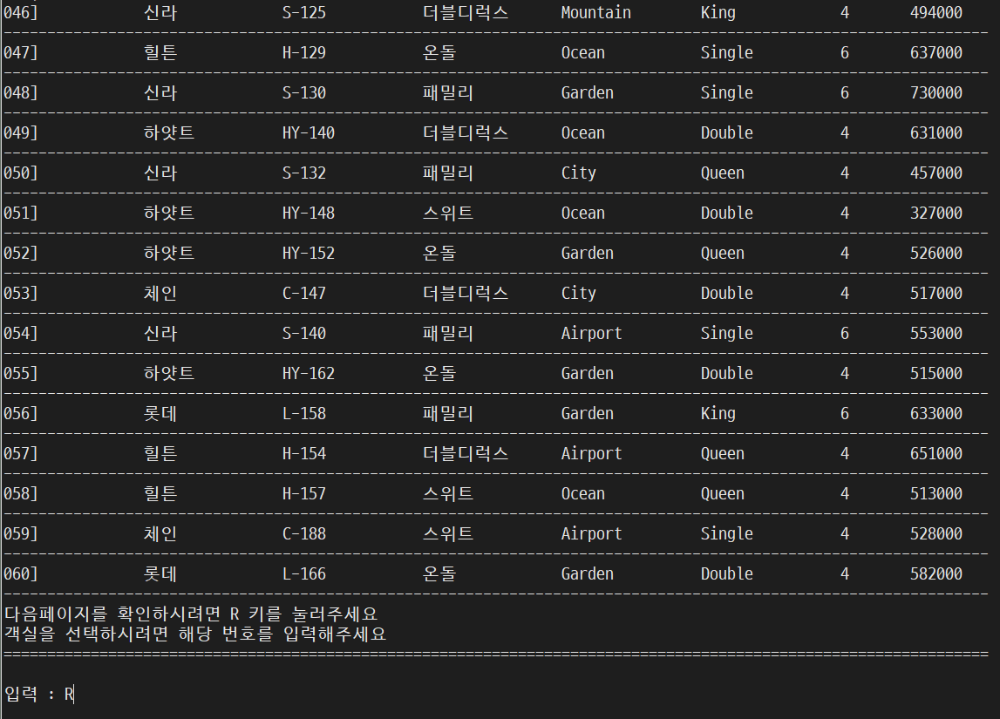 046] 신라 S-125 더블디럭스 Mountain King 4 494000
047] 힐튼 H-129 온돌 Ocean Single 6 637000
048] 신라 S-130 패밀리 Garden Single 6 730000
049] 하얏트 HY-140 더블디럭스 Ocean Double 4 631000
050] 신라 S-132 패밀리 City Queen 4 457000
051] 하얏트 HY-148 스위트 Ocean Double 4 327000
052] 하얏트 HY-152 온돌 Garden Queen 4 526000
053] 체인 C-147 더블디럭스 City Double 4 517000
054] 신라 S-140 패밀리 Airport Single 6 553000
055] 하얏트 HY-162 온돌 Garden Double 4 515000
056] 롯데 L-158 패밀리 Garden King 6 633000
057] 힐튼 H-154 더블디럭스 Airport Queen 4 651000
058] 힐튼 H-157 스위트 Ocean Queen 4 513000
059] 체인 C-188 스위트 Airport Single 4 528000
060] 롯데 L-166 온돌 Garden Double 4 582000
다음페이지를 확인하시려면 R 키를 눌러주세요
객실을 선택하시려면 해당 번호를 입력해주세요
입력 : R